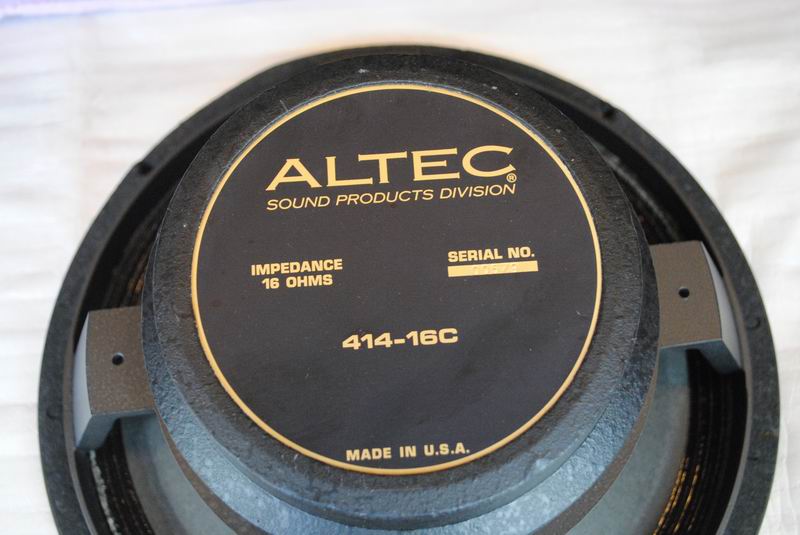 ALTEC®
SOUND PRODUCTS DIVISION
IMPEDANCE
16 OHMS
SERIAL NO.
414-16C
MADE IN U.S.A.